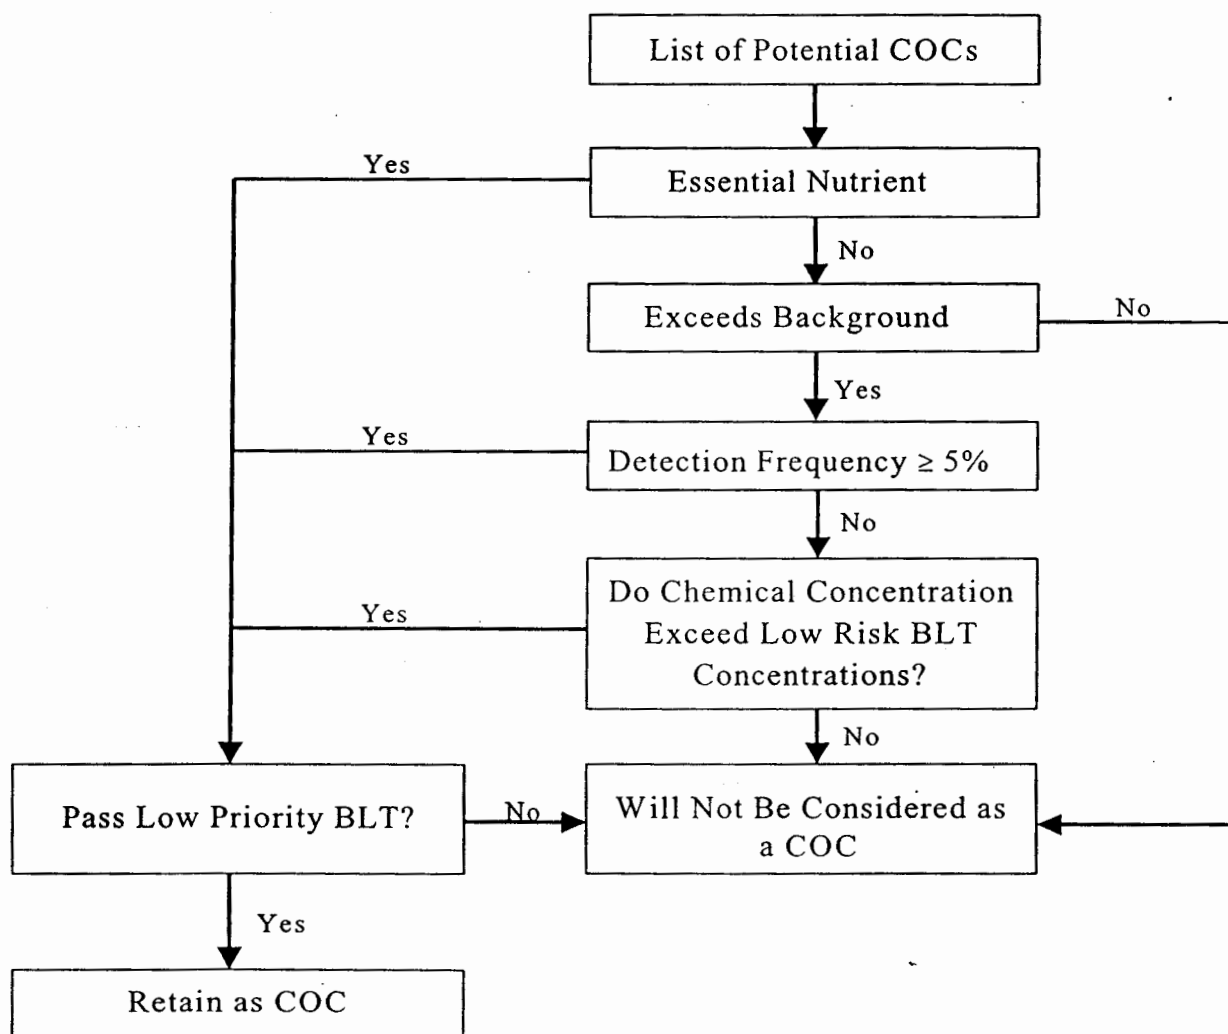 List of Potential COCs
Yes
Essential Nutrient
No
Exceeds Background
No
Yes
Yes
Detection Frequency ≥ 5%
No
Do Chemical Concentration
Exceed Low Risk BLT
Concentrations?
Yes
No
Pass Low Priority BLT?
No
Will Not Be Considered as
a COC
Yes
Retain as COC